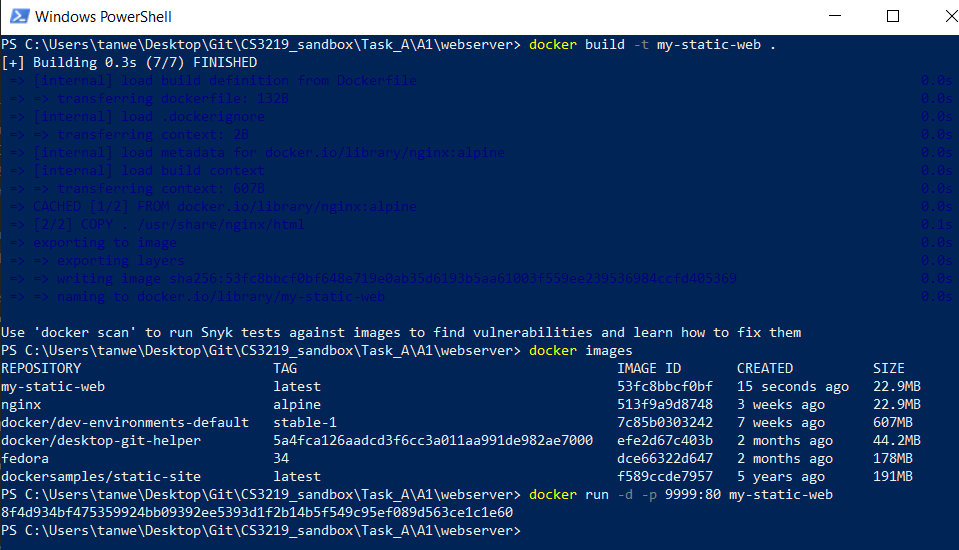 Windows PowerShell
PS C:\Users\tanwe\Desktop\Git\CS3219_sandbox\Task_A\A1\webserver> docker build -t my-static-web .
[+] Building 0.3s (7/7) FINISHED
=> [internal] load build definition from Dockerfile 0.0s
=> => transferring dockerfile: 132B 0.0s
=> [internal] load .dockerignore 0.0s
=> => transferring context: 2B 0.0s
=> [internal] load metadata for docker.io/library/nginx:alpine 0.0s
=> [internal] load build context 0.0s
=> => transferring context: 607B 0.0s
=> CACHED [1/2] FROM docker.io/library/nginx:alpine 0.0s
=> [2/2] COPY . /usr/share/nginx/html 0.1s
=> exporting to image 0.0s
=> => exporting layers 0.0s
=> => writing image sha256:53fc8bbcf0bf648e719e0ab35d6193b5aa61003f559ee239536984ccfd405369 0.0s
=> => naming to docker.io/library/my-static-web 0.0s
Use 'docker scan' to run Snyk tests against images to find vulnerabilities and learn how to fix them
PS C:\Users\tanwe\Desktop\Git\CS3219_sandbox\Task_A\A1\webserver> docker images
REPOSITORY TAG IMAGE ID CREATED SIZE
my-static-web latest 53fc8bbcf0bf 15 seconds ago 22.9MB
nginx alpine 513f9a9d8748 3 weeks ago 22.9MB
docker/dev-environments-default stable-1 7c85b0303242 7 weeks ago 607MB
docker/desktop-git-helper 5a4fca126aadcd3f6cc3a011aa991de982ae7000 efe2d67c403b 2 months ago 44.2MB
fedora 34 dce66322d647 2 months ago 178MB
dockersamples/static-site latest f589ccde7957 5 years ago 191MB
PS C:\Users\tanwe\Desktop\Git\CS3219_sandbox\Task_A\A1\webserver> docker run -d -p 9999:80 my-static-web
8f4d934bf475359924bb09392ee5393d1f2b14b5f549c95ef089d563ce1c1e60
PS C:\Users\tanwe\Desktop\Git\CS3219_sandbox\Task_A\A1\webserver>